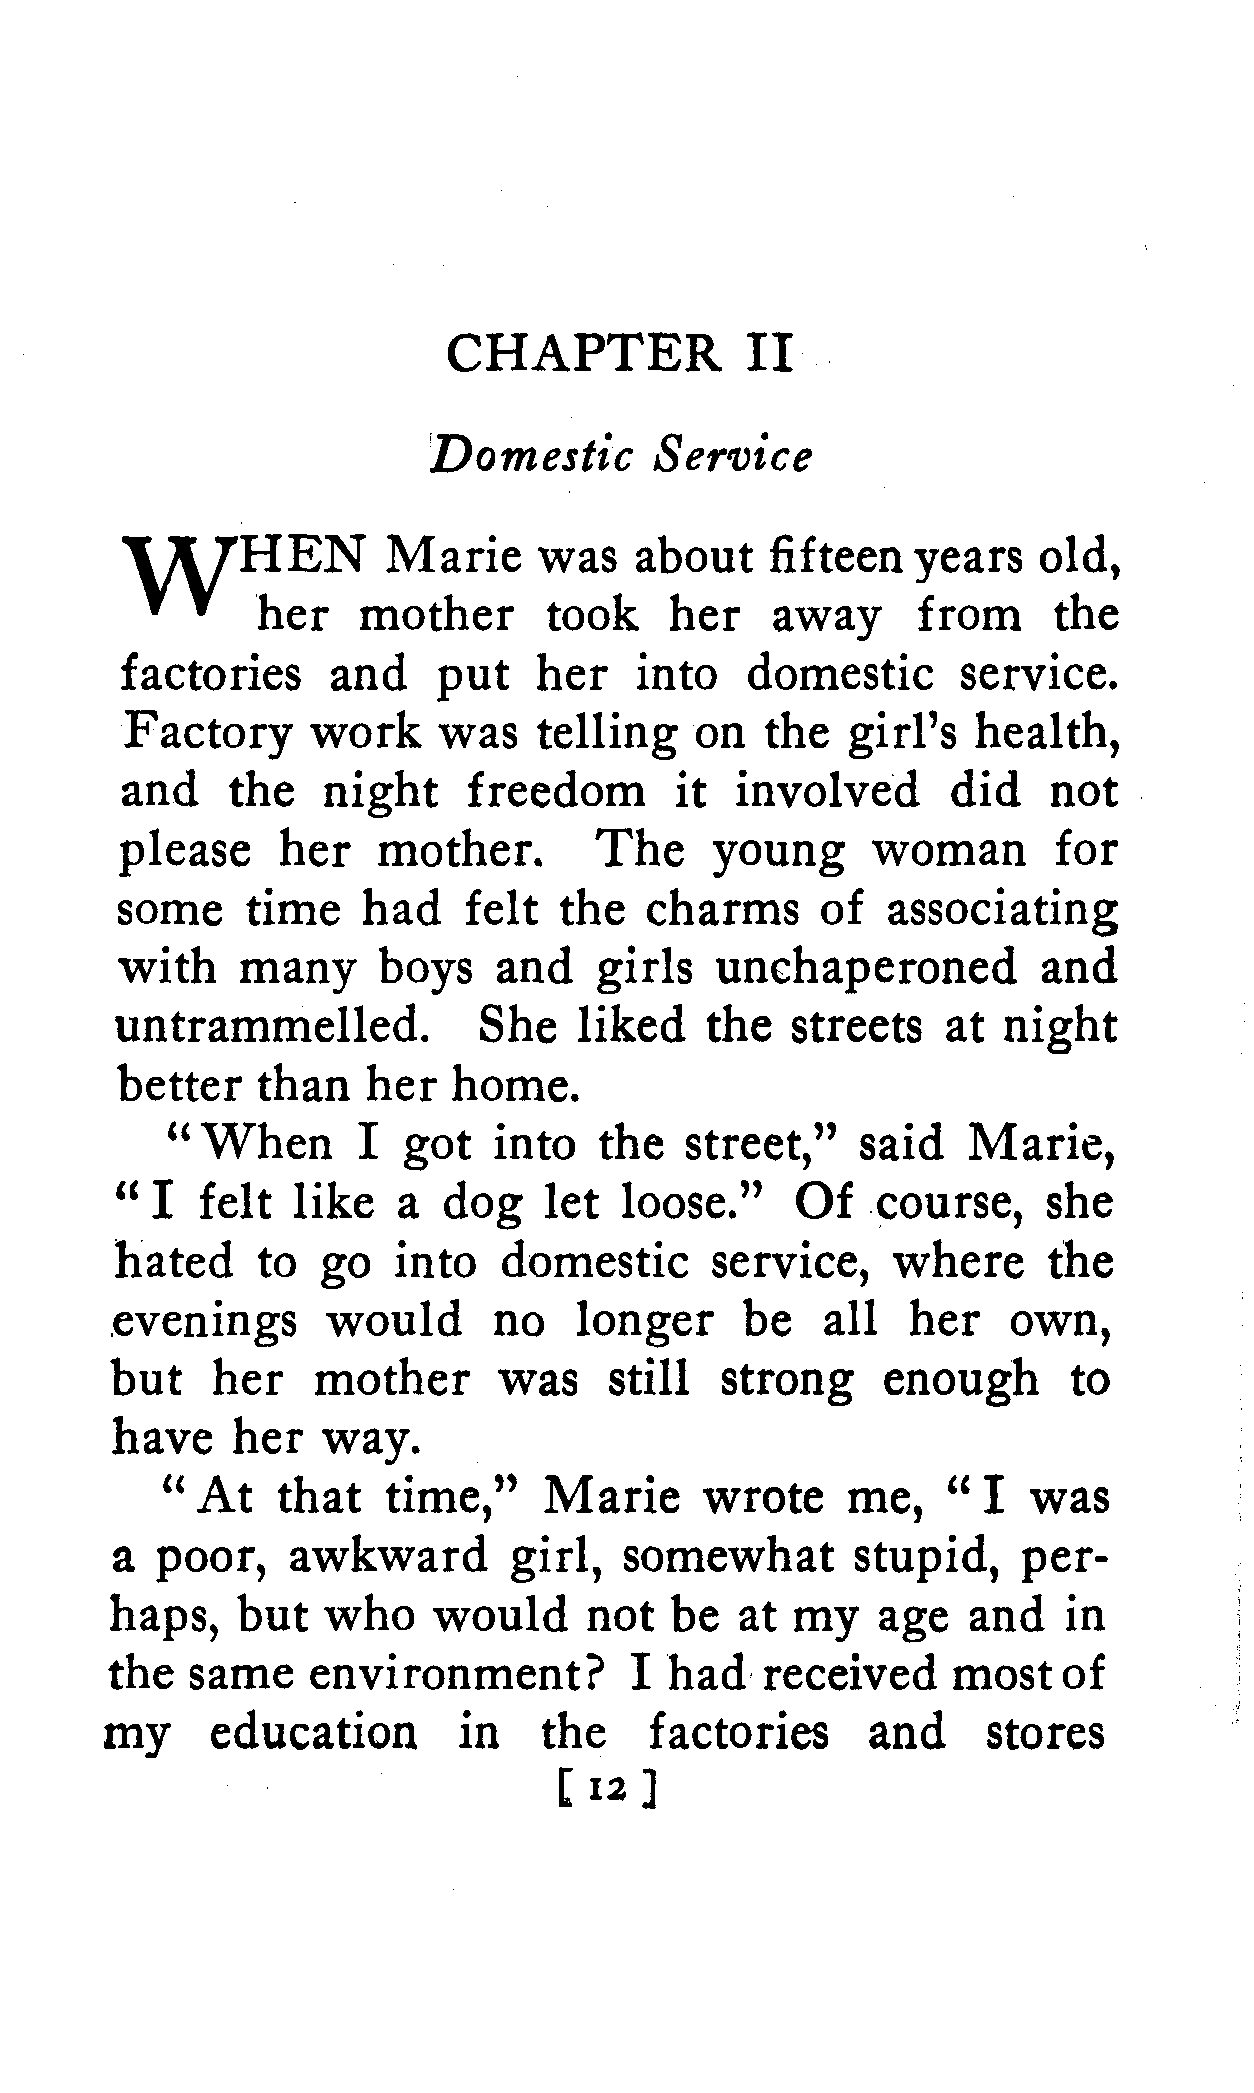 CHAPTER II
Domestic Service
WHEN Marie was about fifteen years old,
her mother took her away from the
factories and put her into domestic service.
Factory work was telling on the girl's health,
and the night freedom it involved did not
please her mother. The young woman for
some time had felt the charms of associating
with many boys and girls unchaperoned and
untrammelled. She liked the streets at night
better than her home.
“When I got into the street,” said Marie,
“I felt like a dog let loose.” Of course, she
hated to go into domestic service, where the
evenings would no longer be all her own,
but her mother was still strong enough to
have her way.
“At that time,” Marie wrote me, “I was
a poor, awkward girl, somewhat stupid, per-
haps, but who would not be at my age and in
the same environment? I had received most of
my education in the factories and stores
[ 12 ]